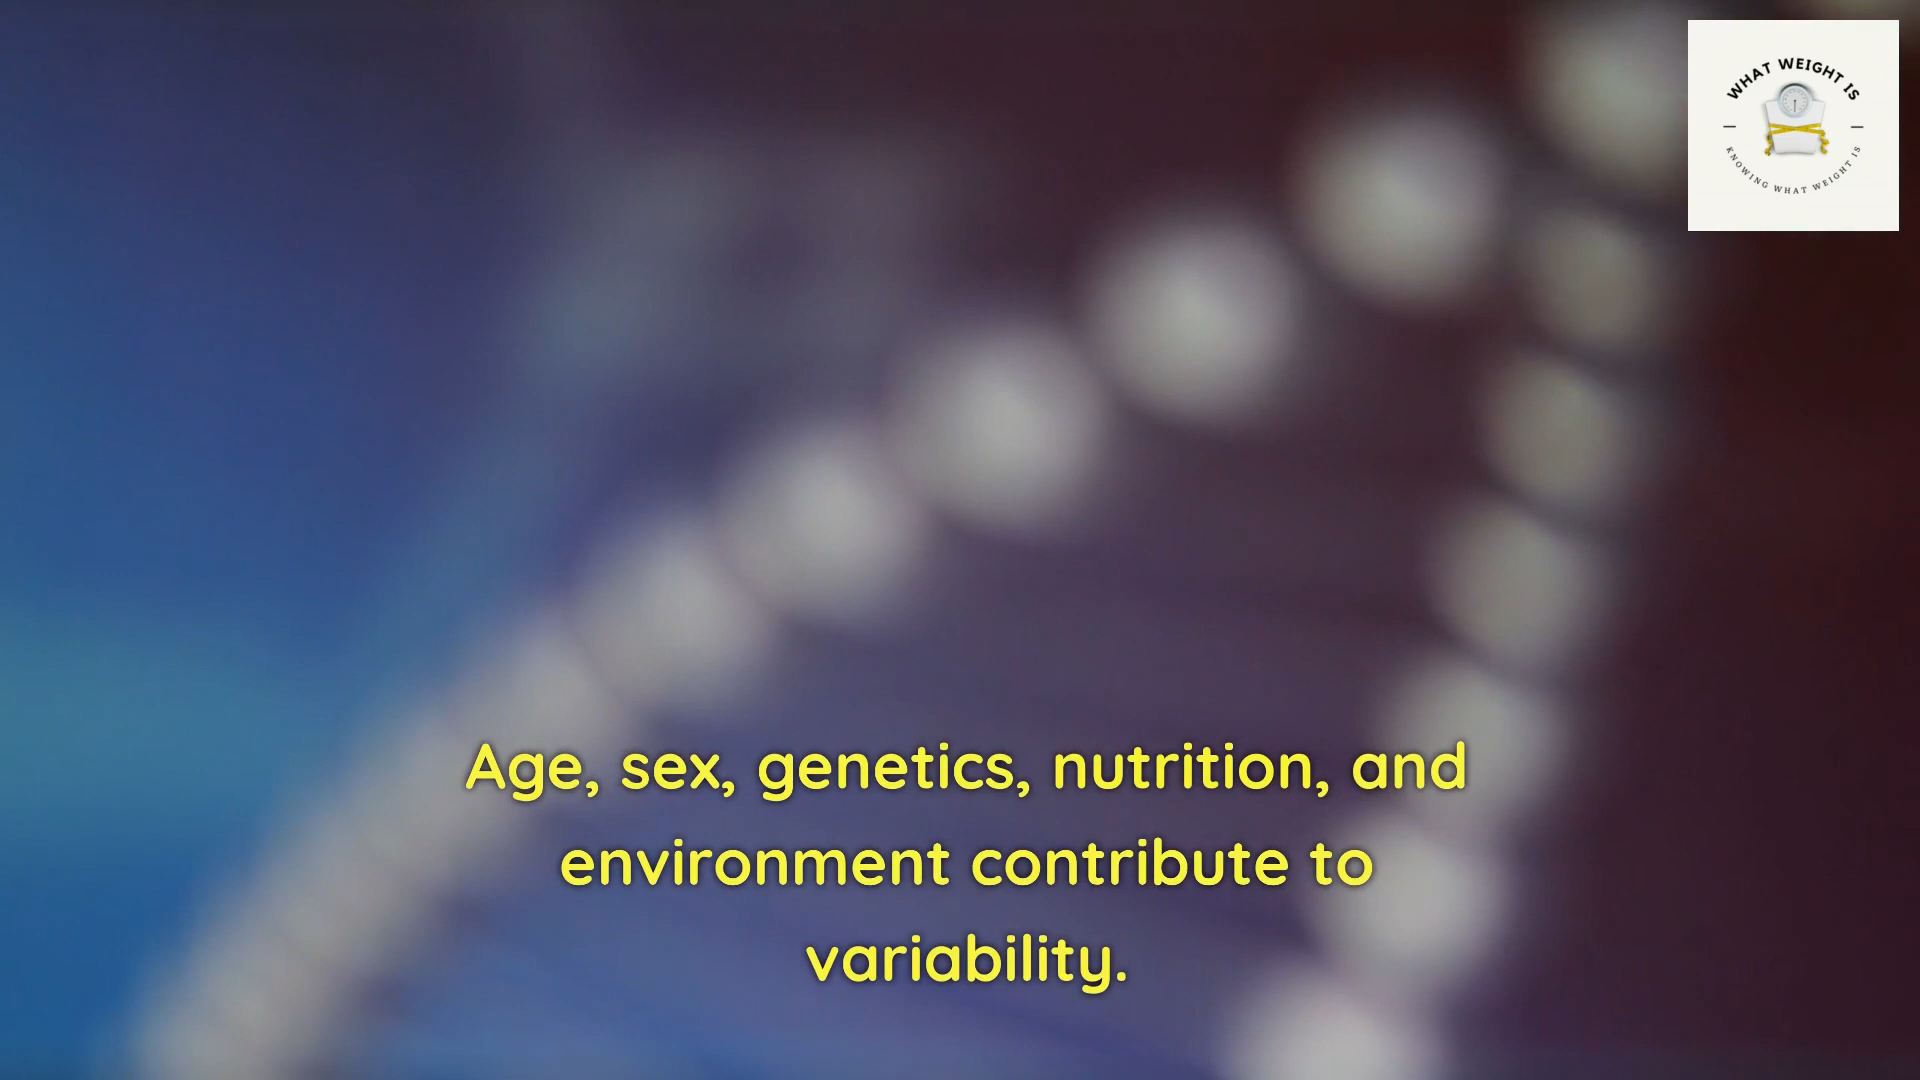 WHAT WEIGHT IS
KNOWING WHAT WEIGHT IS
Age, sex, genetics, nutrition, and
environment contribute to
variability.